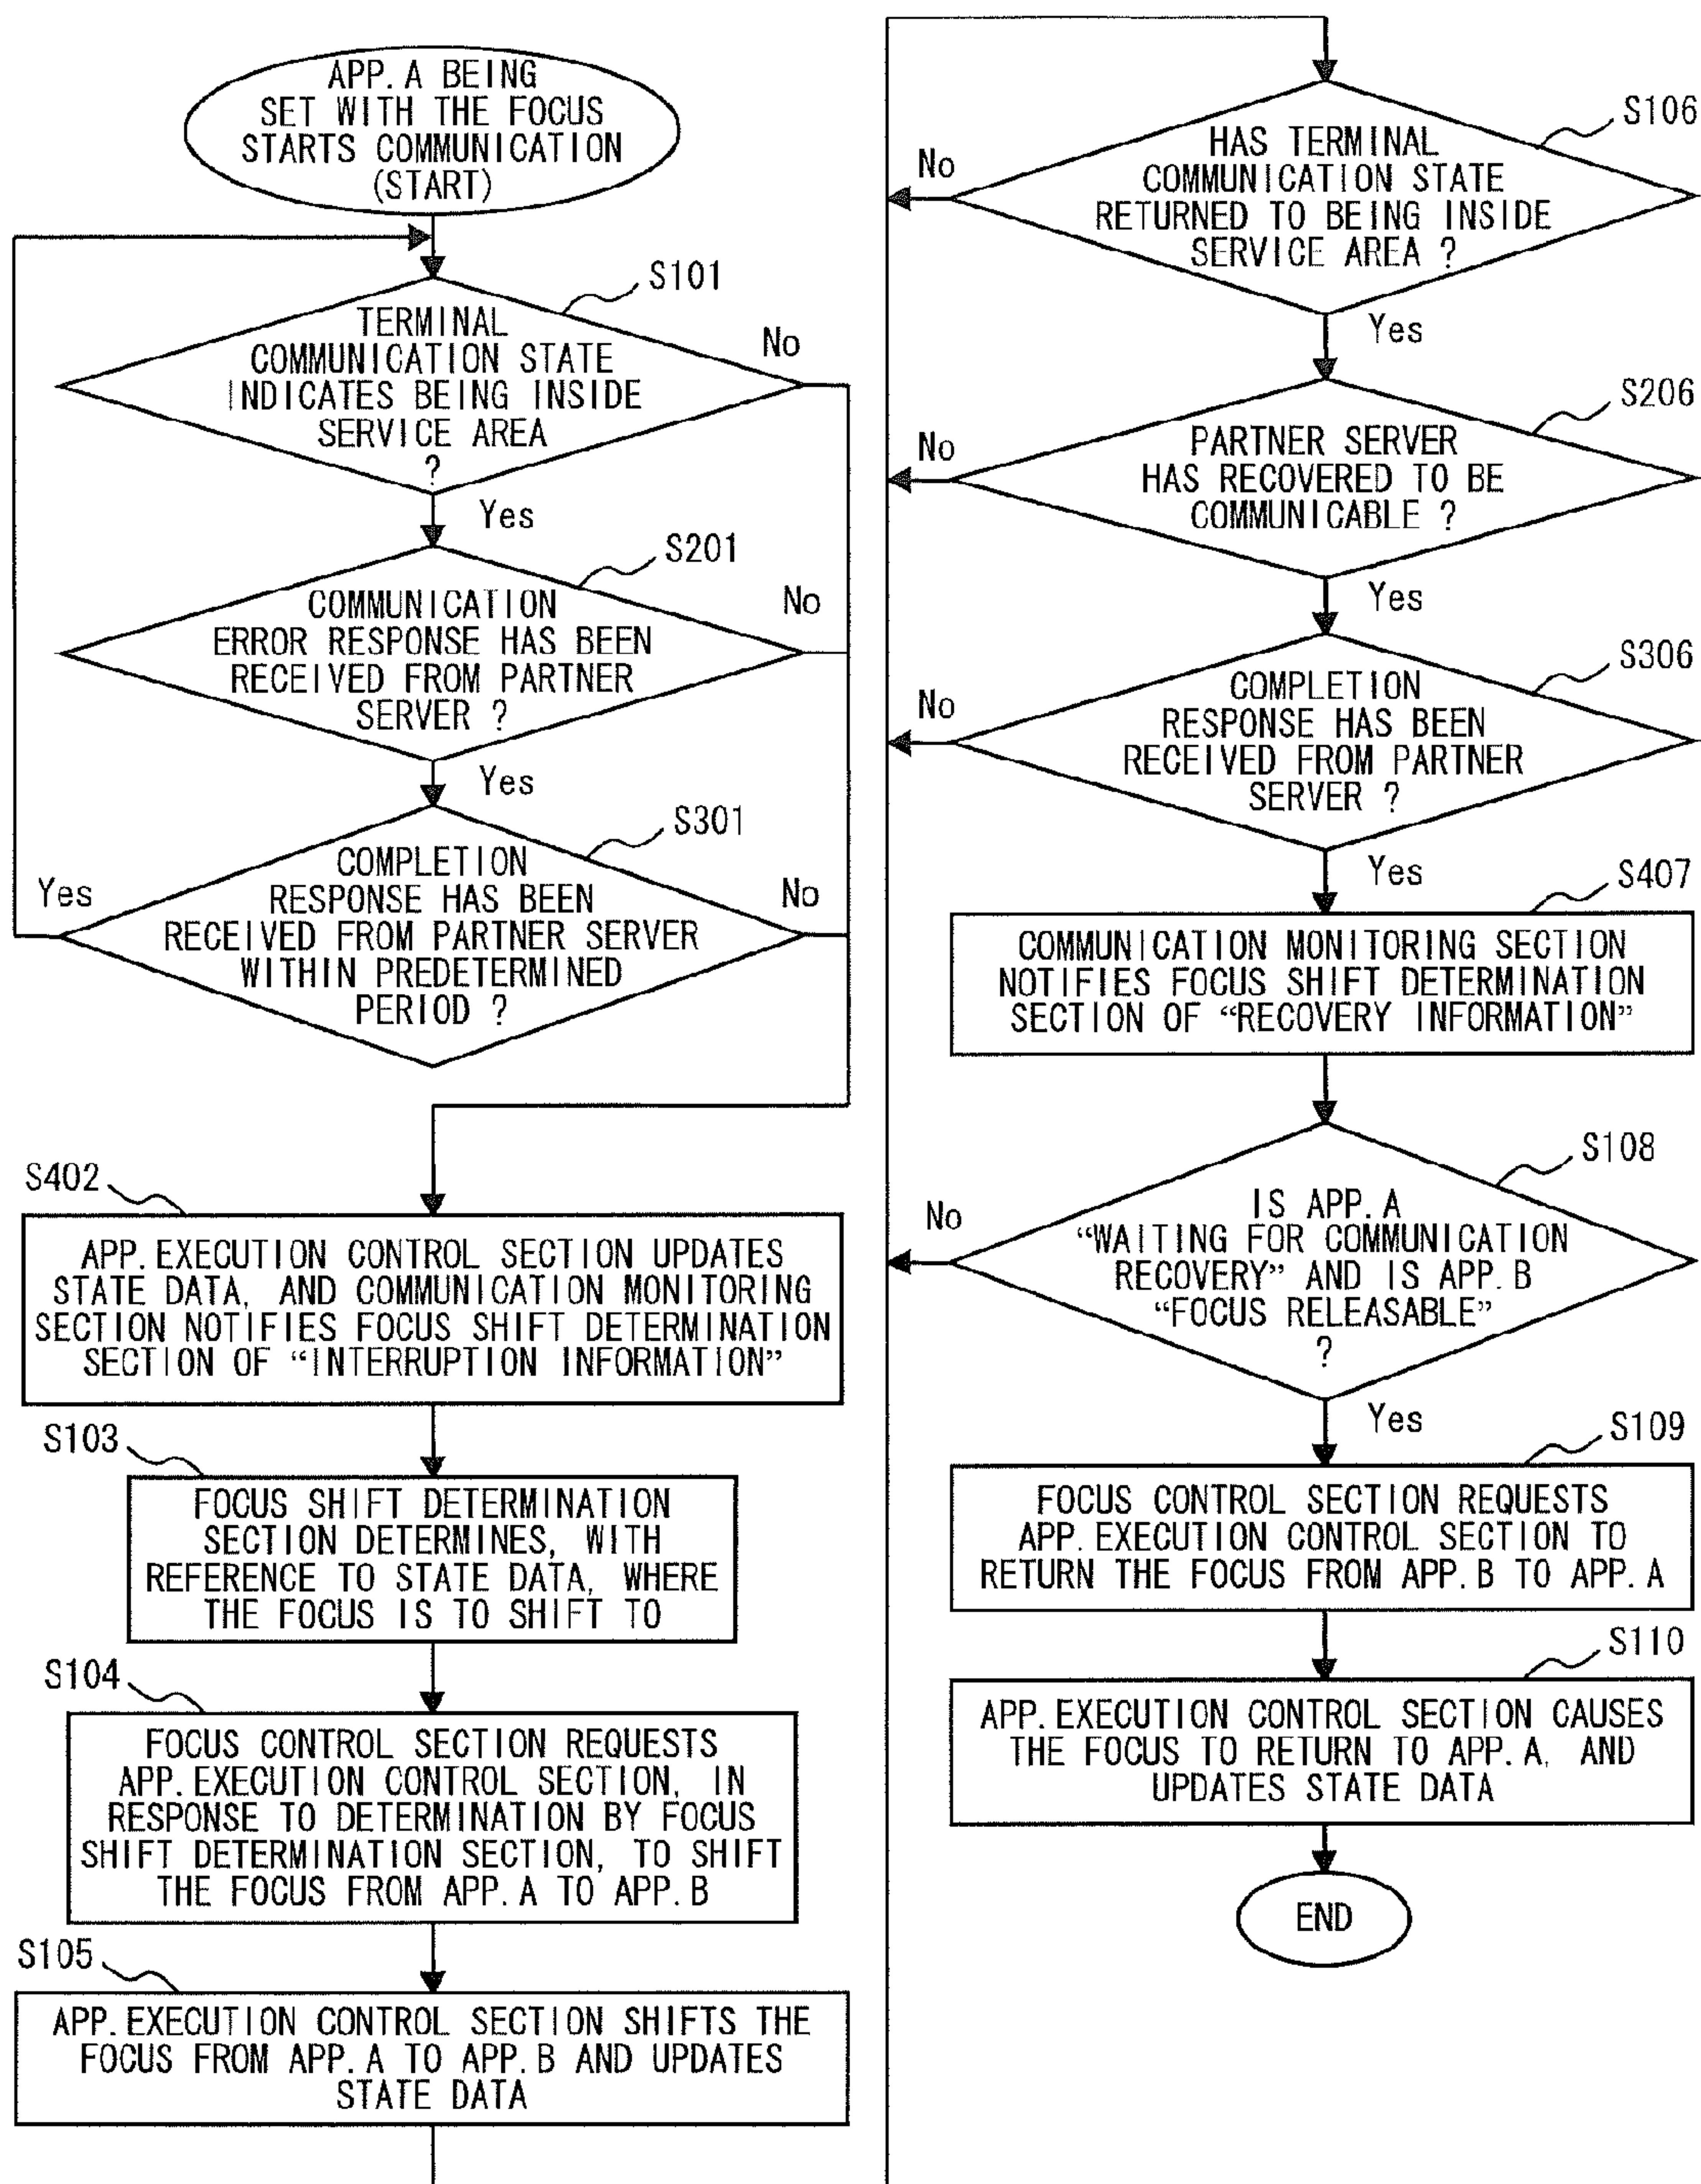 APP.A BEING
SET WITH THE FOCUS
STARTS COMMUNICATION
(START)
S101
TERMINAL
COMMUNICATION STATE
INDICATES BEING INSIDE
SERVICE AREA
?
No
Yes
S201
COMMUNICATION
ERROR RESPONSE HAS BEEN
RECEIVED FROM PARTNER
SERVER ?
No
Yes
S301
COMPLETION
RESPONSE HAS BEEN
RECEIVED FROM PARTNER SERVER
WITHIN PREDETERMINED
PERIOD ?
Yes
No
S402
APP.EXECUTION CONTROL SECTION UPDATES
STATE DATA, AND COMMUNICATION MONITORING
SECTION NOTIFIES FOCUS SHIFT DETERMINATION
SECTION OF “INTERRUPTION INFORMATION”
S103
FOCUS SHIFT DETERMINATION
SECTION DETERMINES, WITH
REFERENCE TO STATE DATA, WHERE
THE FOCUS IS TO SHIFT TO
S104
FOCUS CONTROL SECTION REQUESTS
APP.EXECUTION CONTROL SECTION, IN
RESPONSE TO DETERMINATION BY FOCUS
SHIFT DETERMINATION SECTION, TO SHIFT
THE FOCUS FROM APP.A TO APP.B
S105
APP.EXECUTION CONTROL SECTION SHIFTS THE
FOCUS FROM APP.A TO APP.B AND UPDATES
STATE DATA
S106
HAS TERMINAL
COMMUNICATION STATE
RETURNED TO BEING INSIDE
SERVICE AREA ?
No
Yes
S206
PARTNER SERVER
HAS RECOVERED TO BE
COMMUNICABLE ?
No
Yes
S306
COMPLETION
RESPONSE HAS BEEN
RECEIVED FROM PARTNER
SERVER ?
No
Yes
S407
COMMUNICATION MONITORING SECTION
NOTIFIES FOCUS SHIFT DETERMINATION
SECTION OF “RECOVERY INFORMATION”
S108
IS APP.A
“WAITING FOR COMMUNICATION
RECOVERY” AND IS APP.B
“FOCUS RELEASABLE”
?
No
Yes
S109
FOCUS CONTROL SECTION REQUESTS
APP.EXECUTION CONTROL SECTION TO
RETURN THE FOCUS FROM APP.B TO APP.A
S110
APP.EXECUTION CONTROL SECTION CAUSES
THE FOCUS TO RETURN TO APP.A, AND
UPDATES STATE DATA
END